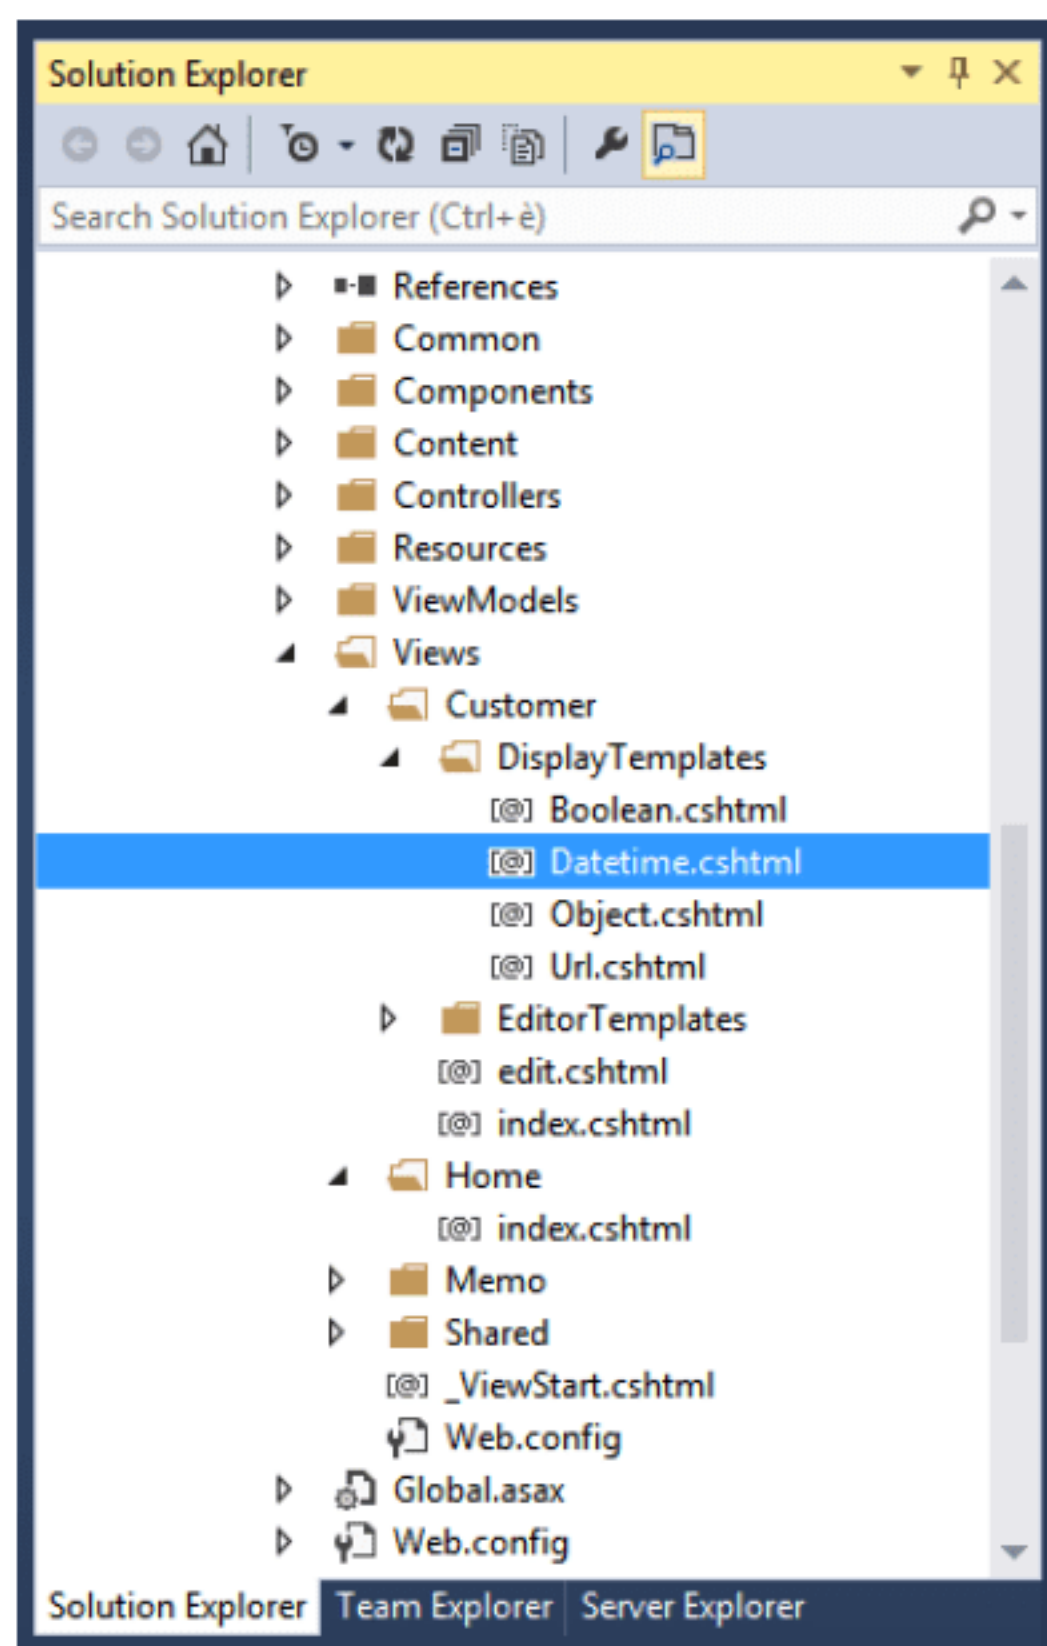 Solution Explorer
Search Solution Explorer (Ctrl+è)
References
Common
Components
Content
Controllers
Resources
ViewModels
Views
Customer
DisplayTemplates
[@] Boolean.cshtml
[@] Datetime.cshtml
[@] Object.cshtml
[@] Url.cshtml
EditorTemplates
[@] edit.cshtml
[@] index.cshtml
Home
[@] index.cshtml
Memo
Shared
[@] _ViewStart.cshtml
Web.config
Global.asax
Web.config
Solution Explorer Team Explorer Server Explorer